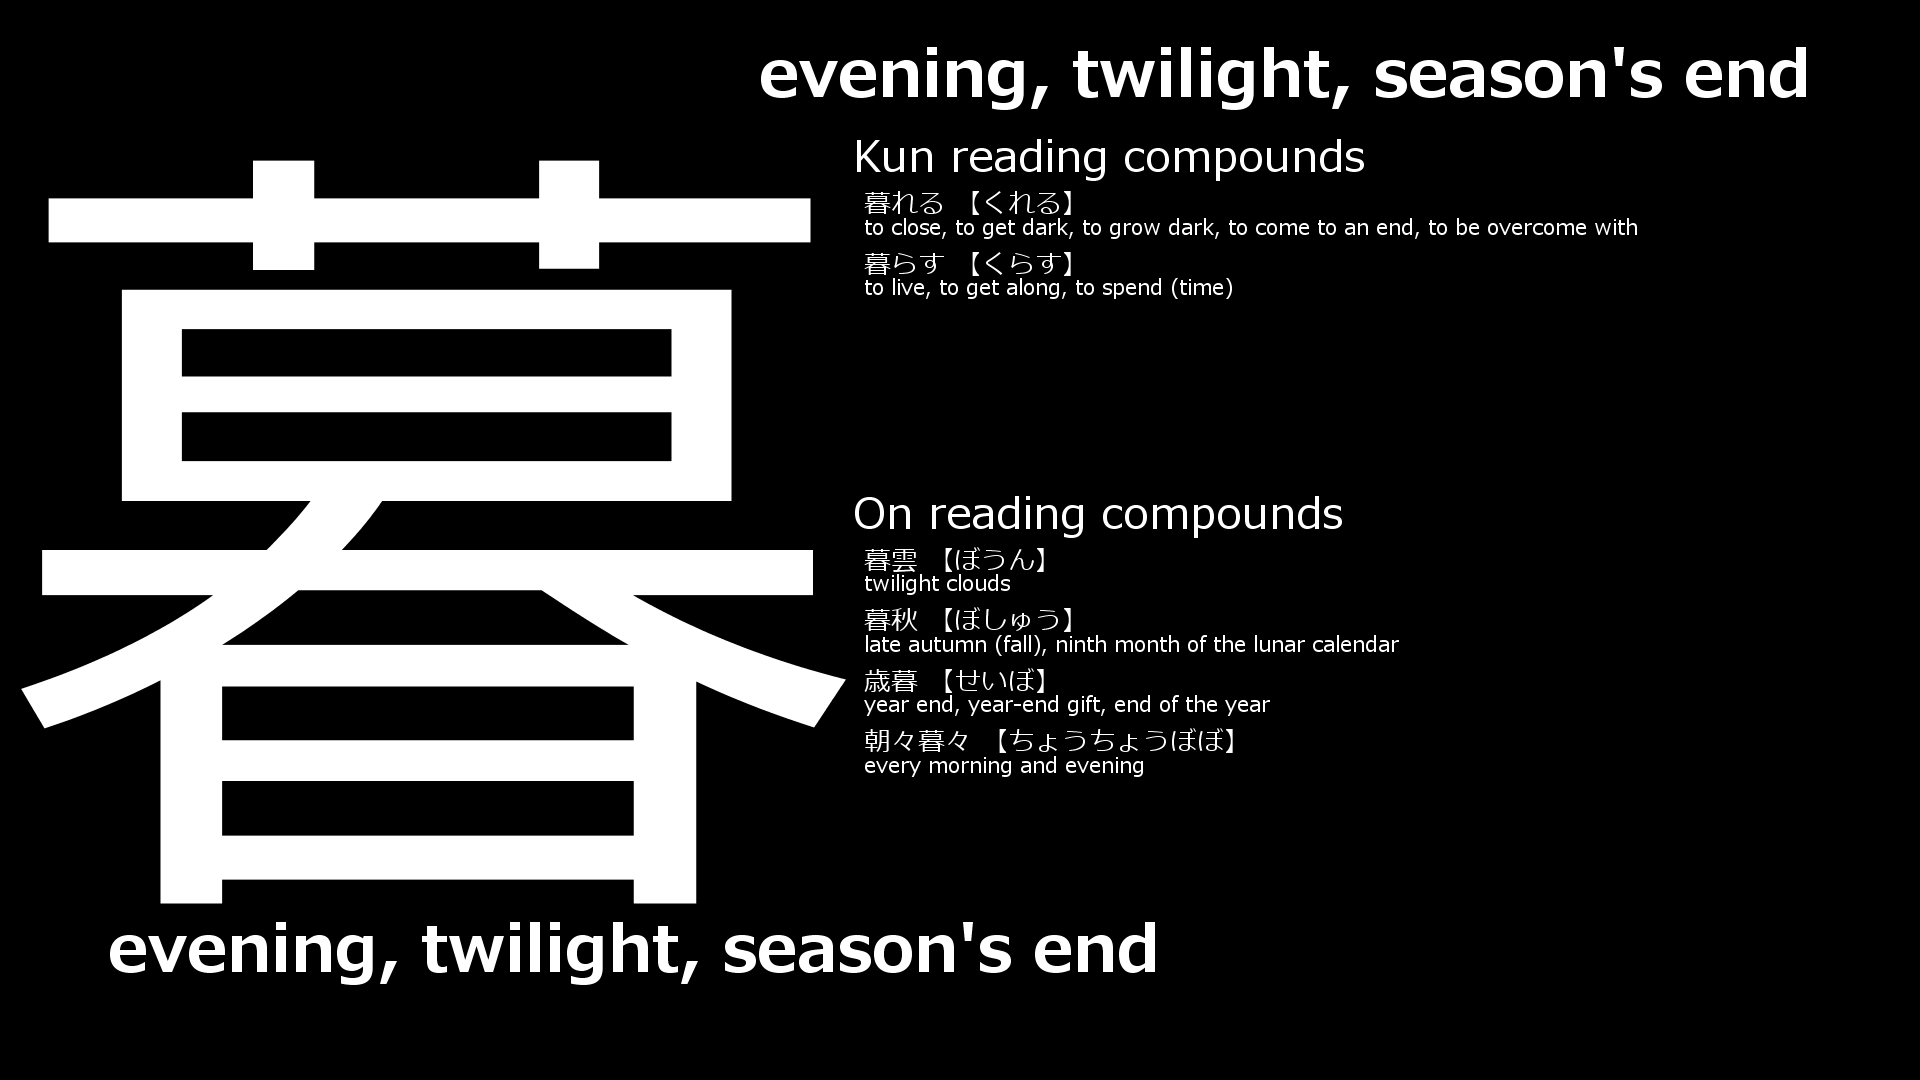 evening, twilight, season's end
暮
Kun reading compounds
暮れる 【くれる】
to close, to get dark, to grow dark, to come to an end, to be overcome with
暮らす 【くらす】
to live, to get along, to spend (time)
On reading compounds
暮雲 【ぼうん】
twilight clouds
暮秋 【ぼしゅう】
late autumn (fall), ninth month of the lunar calendar
歳暮 【せいぼ】
year end, year-end gift, end of the year
朝々暮々 【ちょうちょうぼぼ】
every morning and evening
evening, twilight, season's end